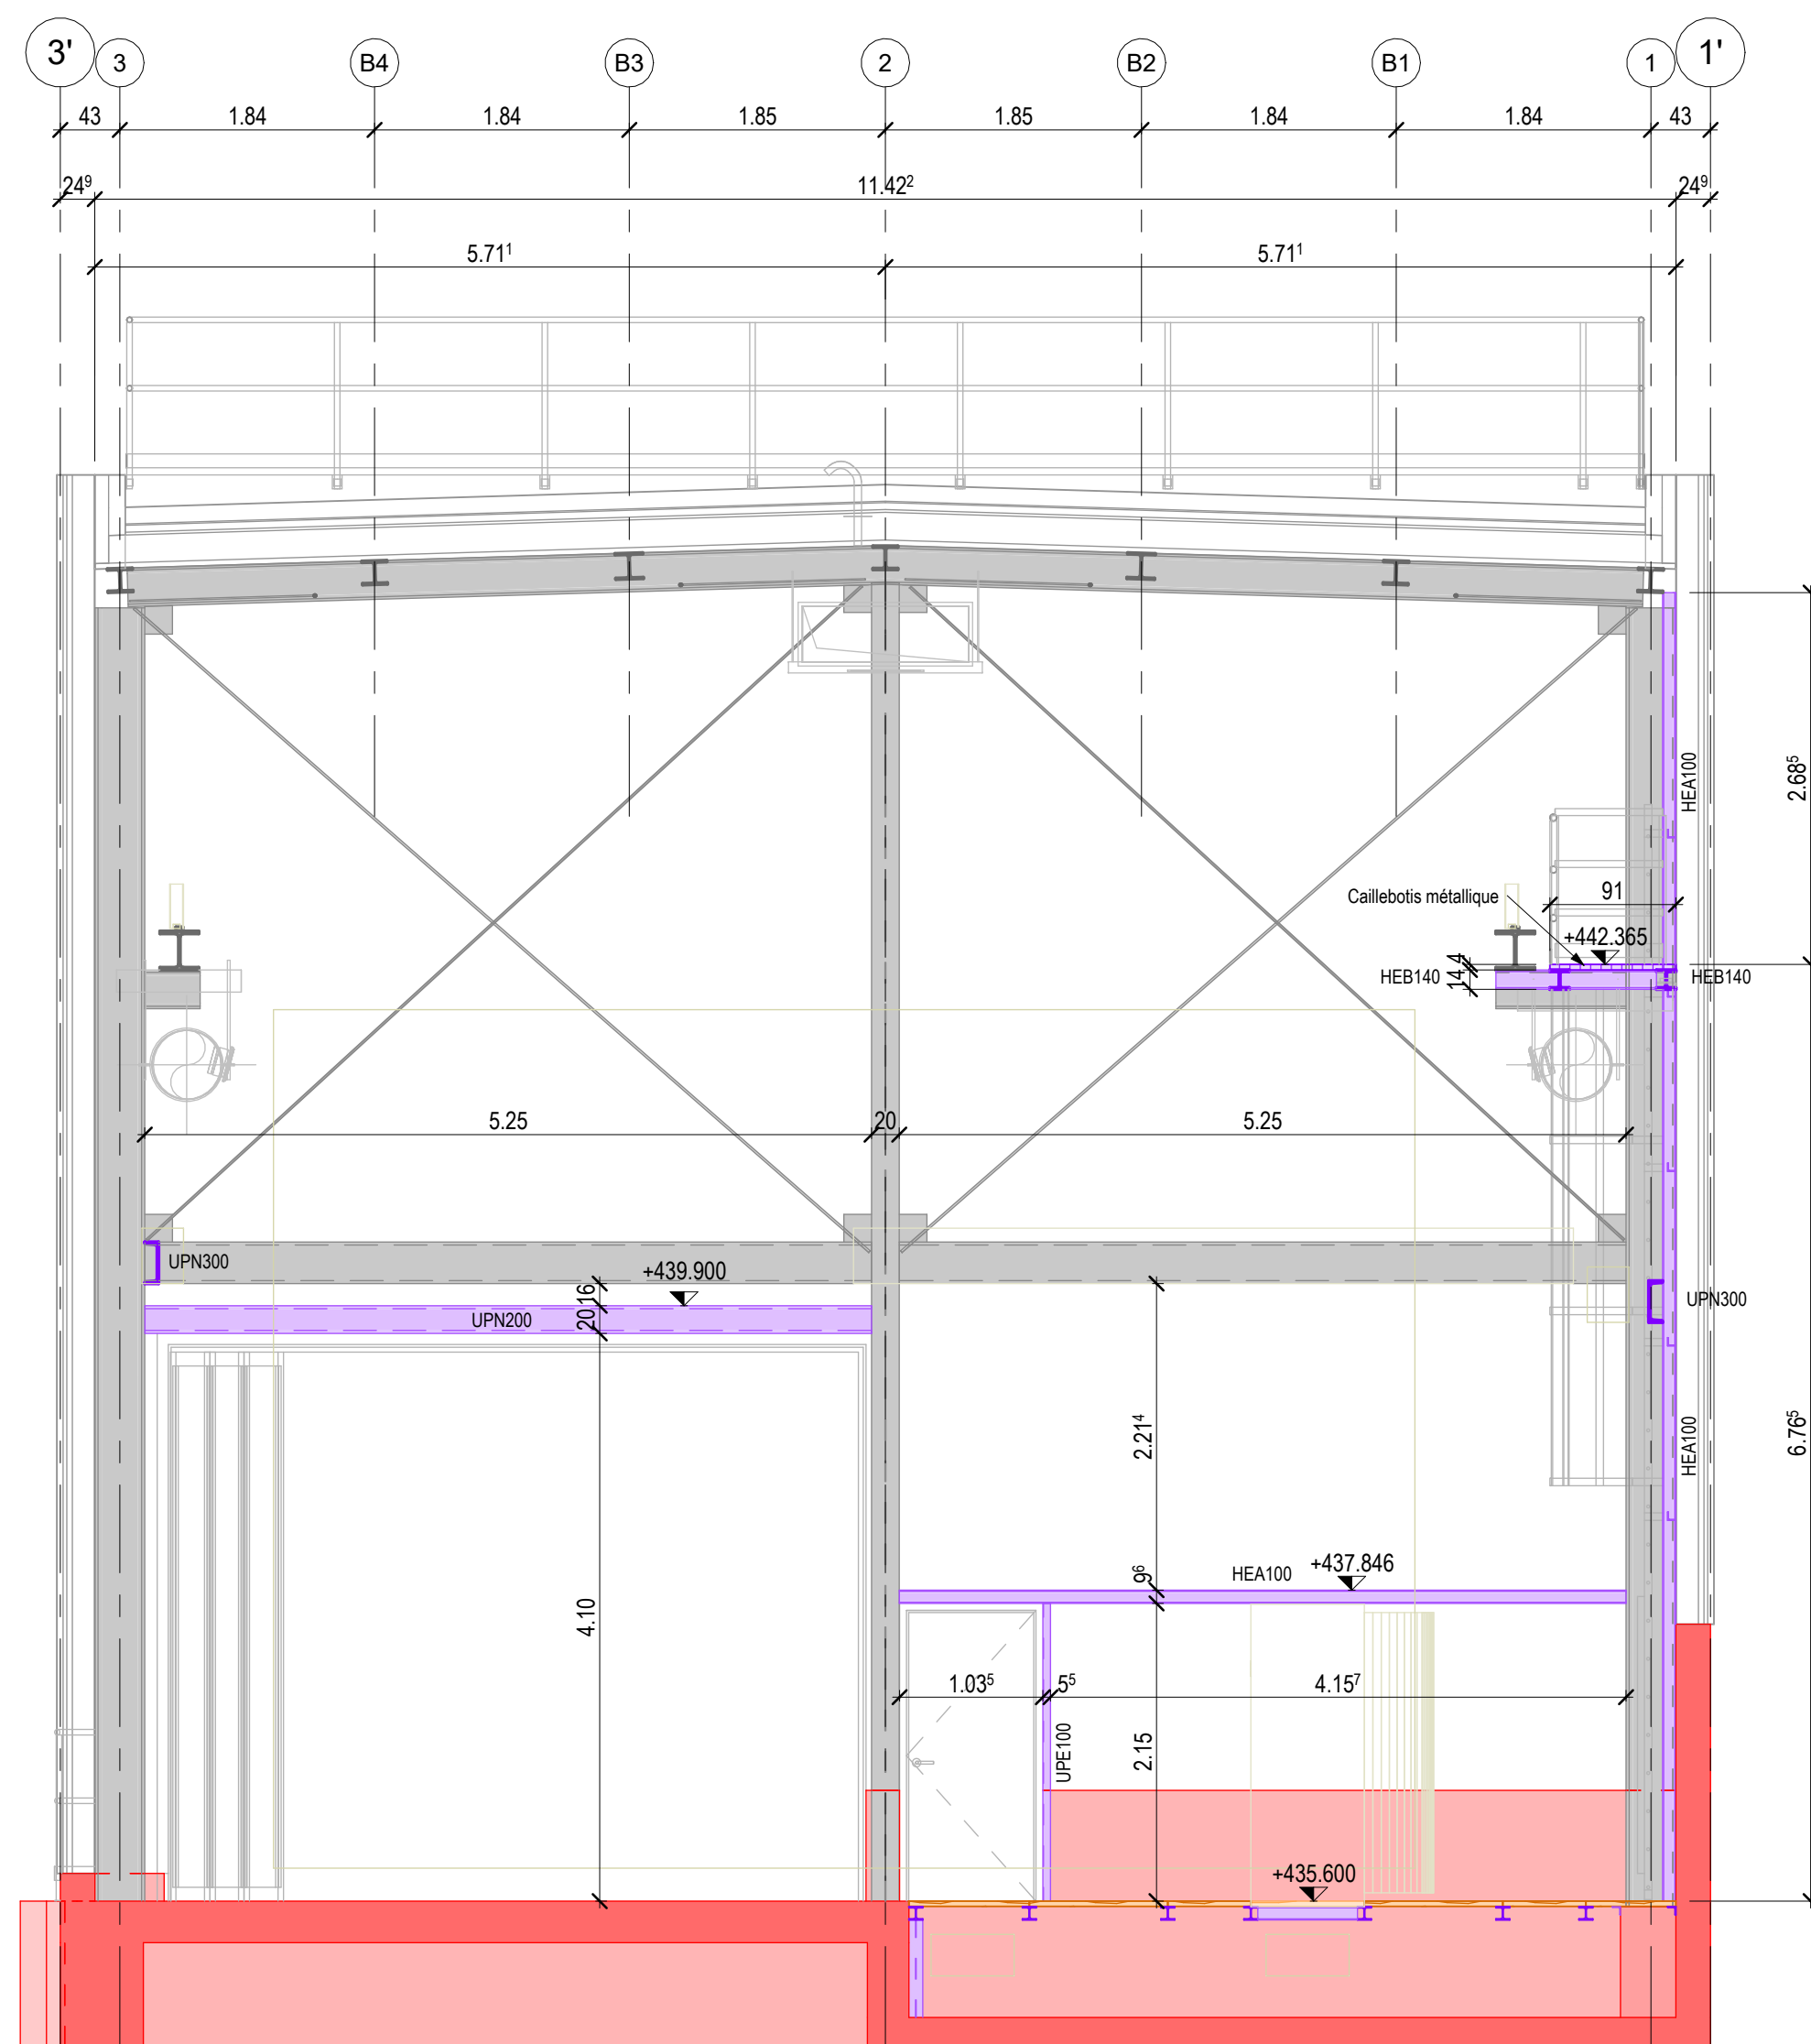 3' 3 B4 B3 2 B2 B1 1 1'
43 1.84 1.84 1.85 1.85 1.84 1.84 43
24⁹ 11.42² 24⁹
5.71¹ 5.71¹
HEA100
2.68⁵
Caillebotis métallique
91
+442.365
4
14
HEB140
HEB140
5.25 20 5.25
UPN300
+439.900
16
20
UPN200
UPN300
2.21⁴
HEA100
6.76⁵
4.10
9⁶
HEA100
+437.846
1.03⁵ 5⁵ 4.15⁷
2.15
UPE100
+435.600